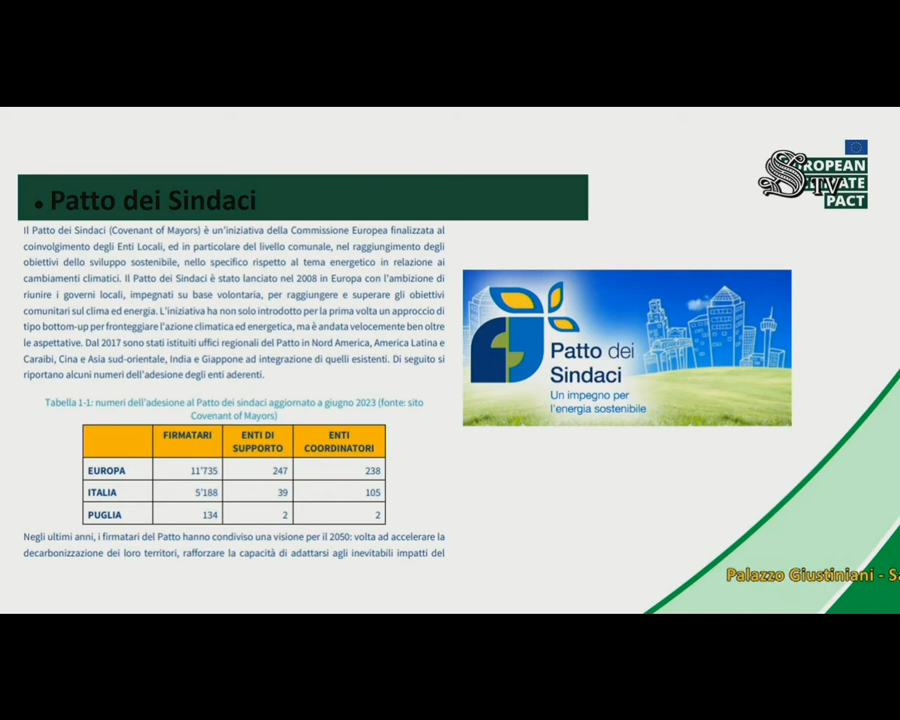 • Patto dei Sindaci
Il Patto dei Sindaci (Covenant of Mayors) è un'iniziativa della Commissione Europea finalizzata al
coinvolgimento degli Enti Locali, ed in particolare del livello comunale, nel raggiungimento degli
obiettivi dello sviluppo sostenibile, nello specifico rispetto al tema energetico in relazione ai
cambiamenti climatici. Il Patto dei Sindaci è stato lanciato nel 2008 in Europa con l'ambizione di
riunire i governi locali, impegnati su base volontaria, per raggiungere e superare gli obiettivi
comunitari sul clima ed energia. L'iniziativa ha non solo introdotto per la prima volta un approccio di
tipo bottom-up per fronteggiare l'azione climatica ed energetica, ma è andata velocemente ben oltre
le aspettative. Dal 2017 sono stati istituiti uffici regionali del Patto in Nord America, America Latina e
Caraibi, Cina e Asia sud-orientale, India e Giappone ad integrazione di quelli esistenti. Di seguito si
riportano alcuni numeri dell'adesione degli enti aderenti.
Tabella 1-1: numeri dell'adesione al Patto dei sindaci aggiornato a giugno 2023 (fonte: sito
Covenant of Mayors)
FIRMATARI ENTI DI SUPPORTO ENTI COORDINATORI
EUROPA 11'735 247 238
ITALIA 5'188 39 105
PUGLIA 134 2 2
Negli ultimi anni, i firmatari del Patto hanno condiviso una visione per il 2050: volta ad accelerare la
decarbonizzazione dei loro territori, rafforzare la capacità di adattarsi agli inevitabili impatti del
Patto dei
Sindaci
Un impegno per
l'energia sostenibile
STV
PACT
Palazzo Giustiniani -